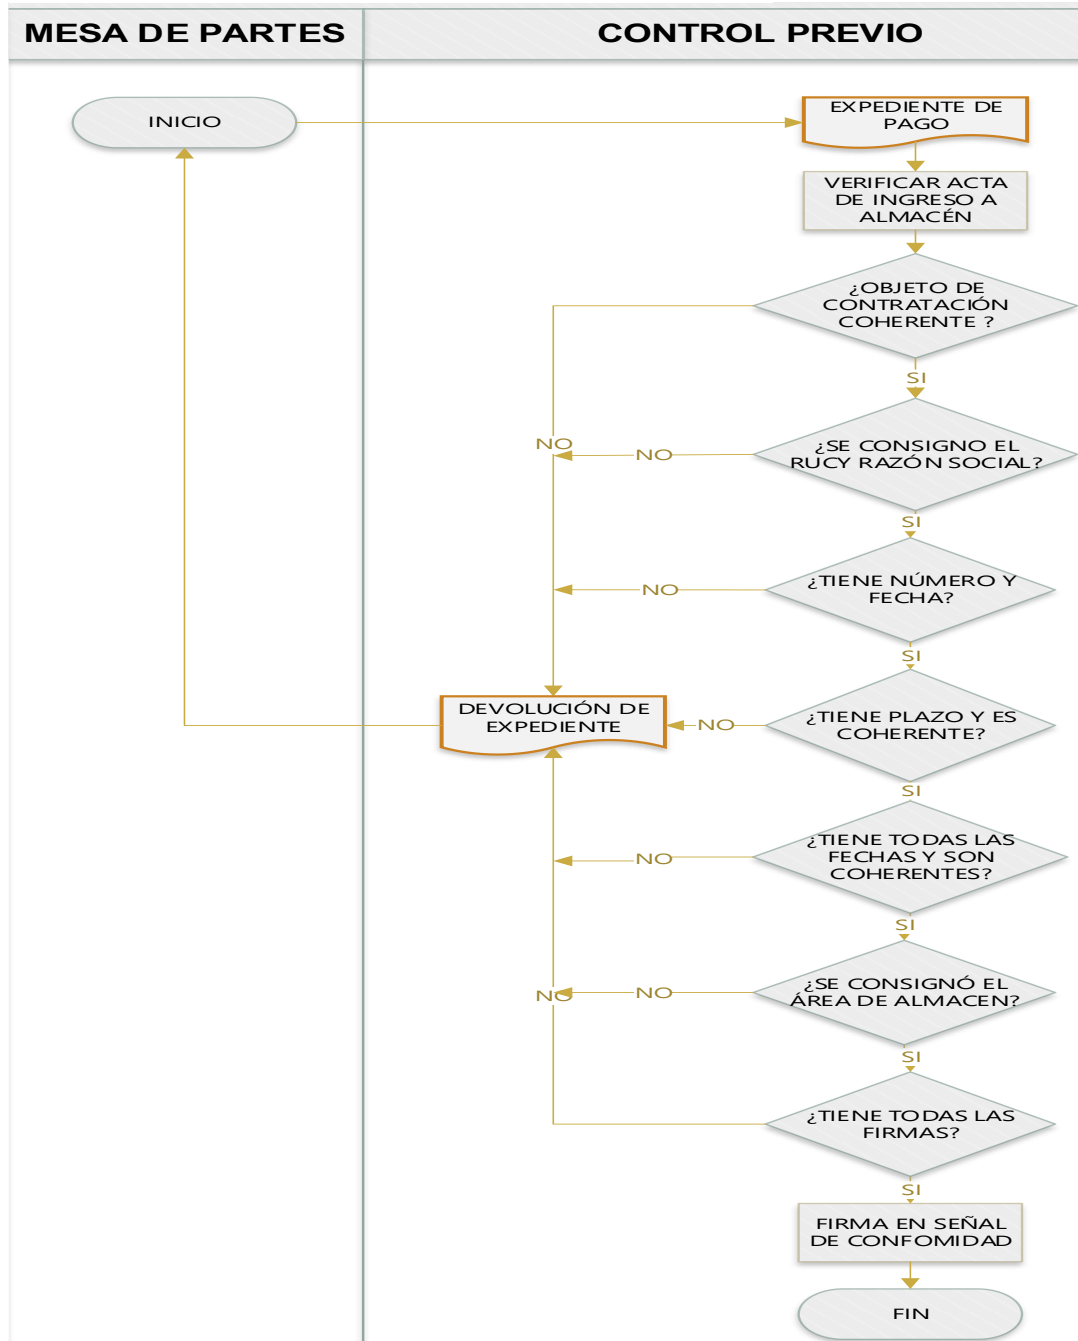 MESA DE PARTES
CONTROL PREVIO
INICIO
EXPEDIENTE DE
PAGO
VERIFICAR ACTA
DE INGRESO A
ALMACÉN
¿OBJETO DE
CONTRATACIÓN
COHERENTE ?
SI
NO
NO
¿SE CONSIGNO EL
RUCY RAZÓN SOCIAL?
SI
NO
¿TIENE NÚMERO Y
FECHA?
SI
DEVOLUCIÓN DE
EXPEDIENTE
NO
¿TIENE PLAZO Y ES
COHERENTE?
SI
NO
¿TIENE TODAS LAS
FECHAS Y SON
COHERENTES?
SI
NO
NO
¿SE CONSIGNÓ EL
ÁREA DE ALMACEN?
SI
¿TIENE TODAS LAS
FIRMAS?
SI
FIRMA EN SEÑAL
DE CONFOMIDAD
FIN